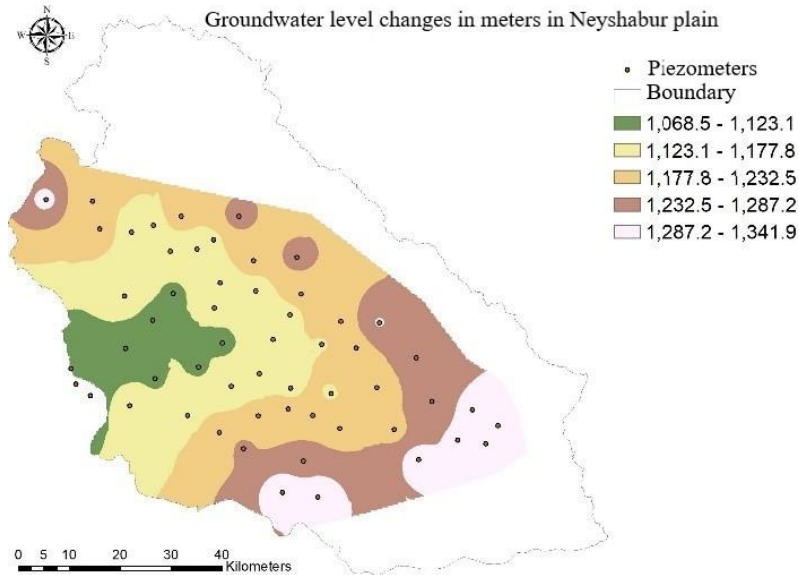 Groundwater level changes in meters in Neyshabur plain
N
W E
S
Piezometers
Boundary
1,068.5 - 1,123.1
1,123.1 - 1,177.8
1,177.8 - 1,232.5
1,232.5 - 1,287.2
1,287.2 - 1,341.9
0 5 10 20 30 40
Kilometers